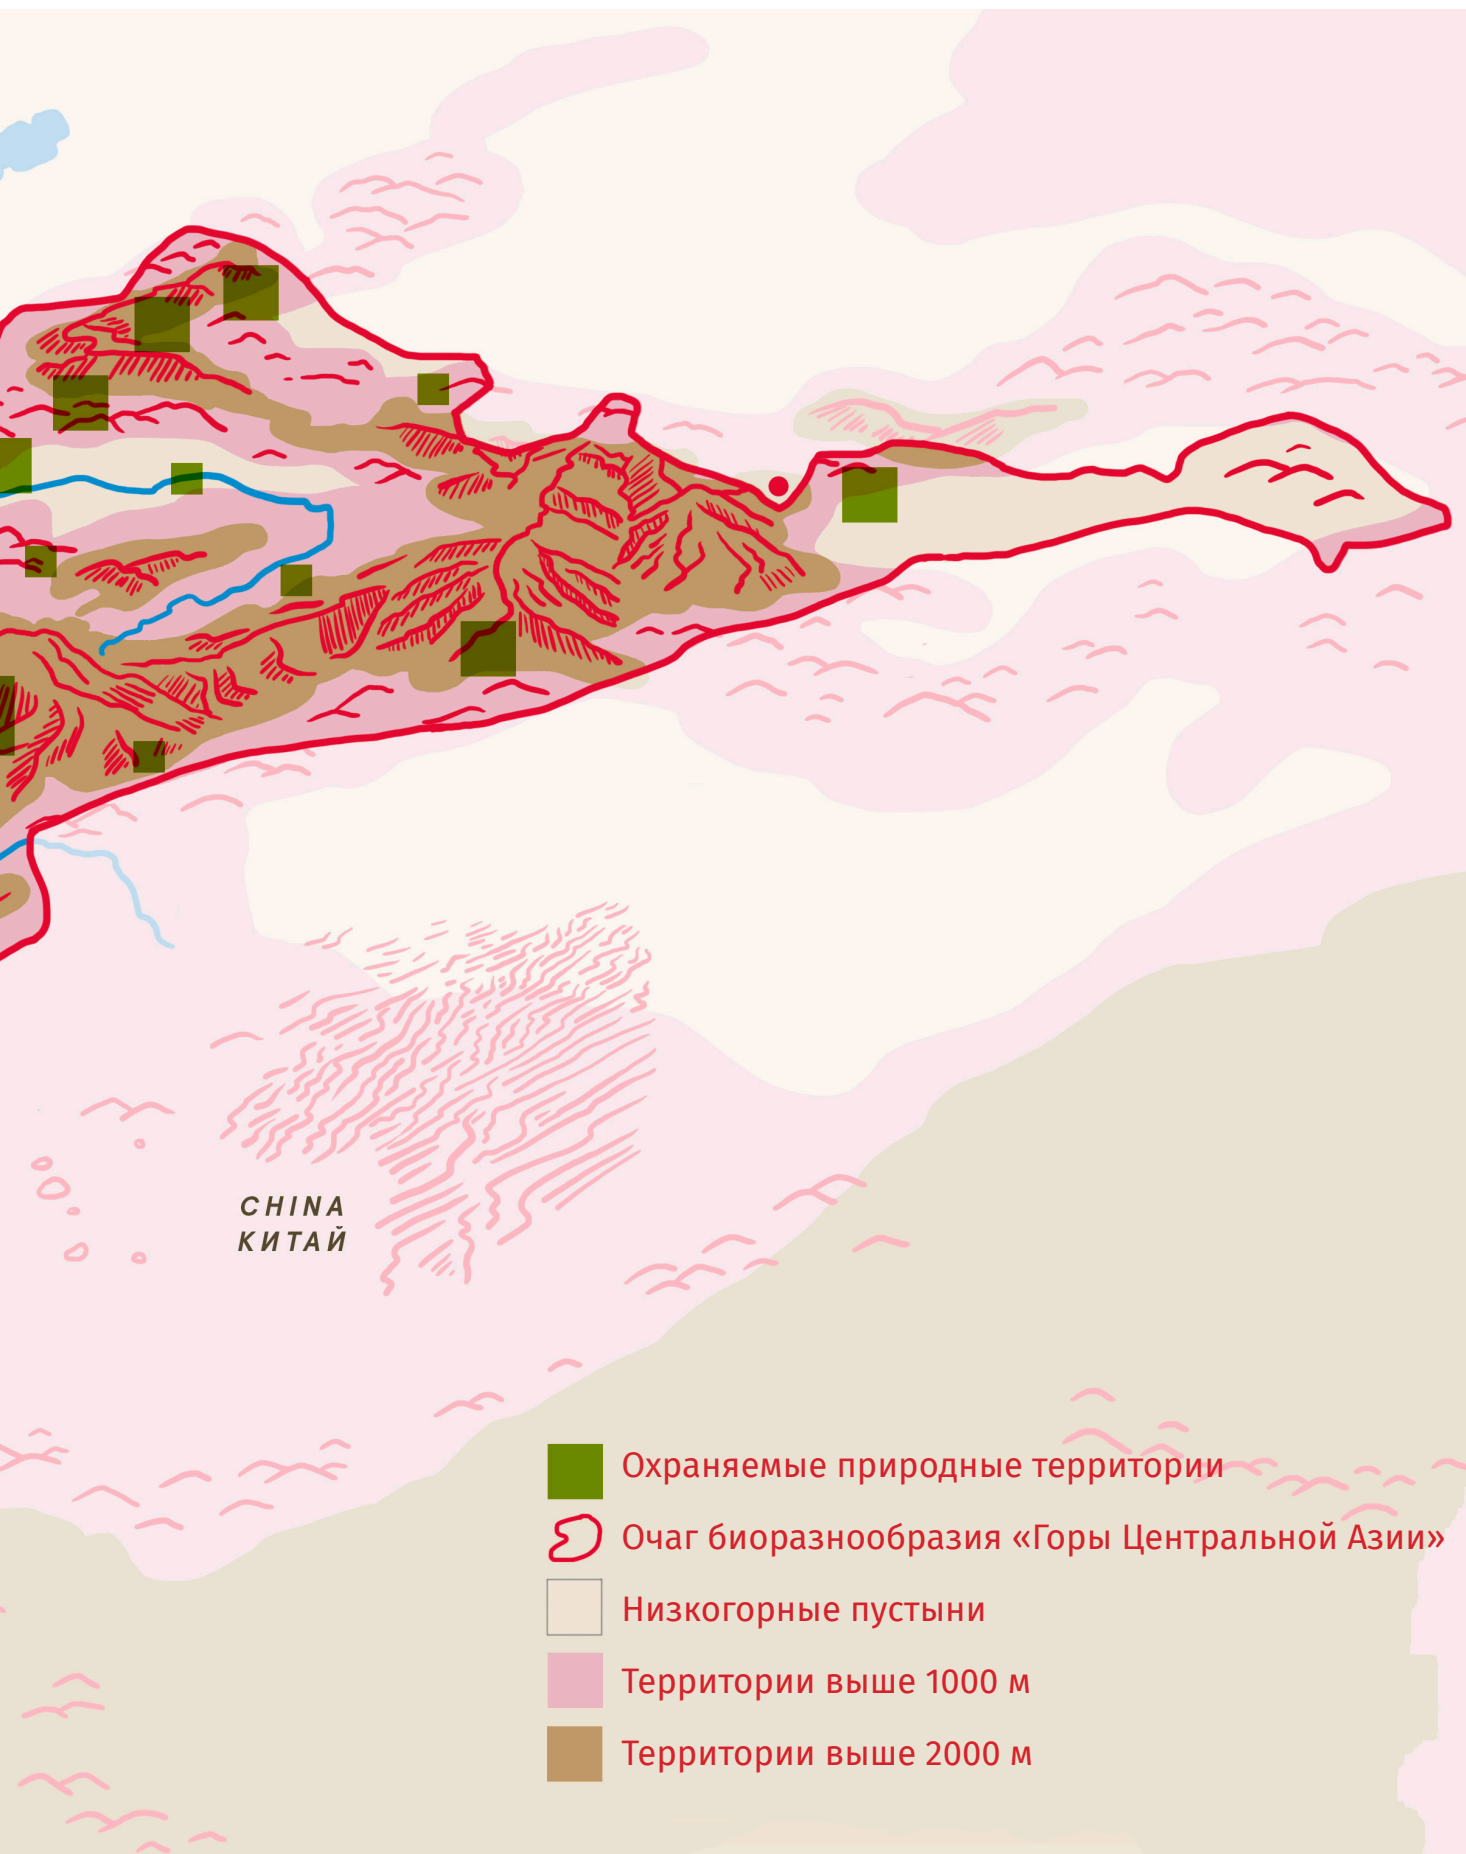 CHINA
КИТАЙ
Охраняемые природные территории
Очаг биоразнообразия «Горы Центральной Азии»
Низкогорные пустыни
Территории выше 1000 м
Территории выше 2000 м